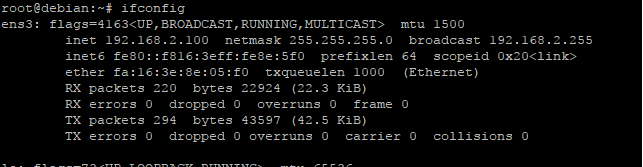 root@debian:~# ifconfig
ens3: flags=4163<UP,BROADCAST,RUNNING,MULTICAST>  mtu 1500
        inet 192.168.2.100  netmask 255.255.255.0  broadcast 192.168.2.255
        inet6 fe80::f816:3eff:fe8e:5f0  prefixlen 64  scopeid 0x20<link>
        ether fa:16:3e:8e:05:f0  txqueuelen 1000  (Ethernet)
        RX packets 220  bytes 22924 (22.3 KiB)
        RX errors 0  dropped 0  overruns 0  frame 0
        TX packets 294  bytes 43597 (42.5 KiB)
        TX errors 0  dropped 0 overruns 0  carrier 0  collisions 0
lo: flags=73<UP,LOOPBACK,RUNNING>  mtu 65536